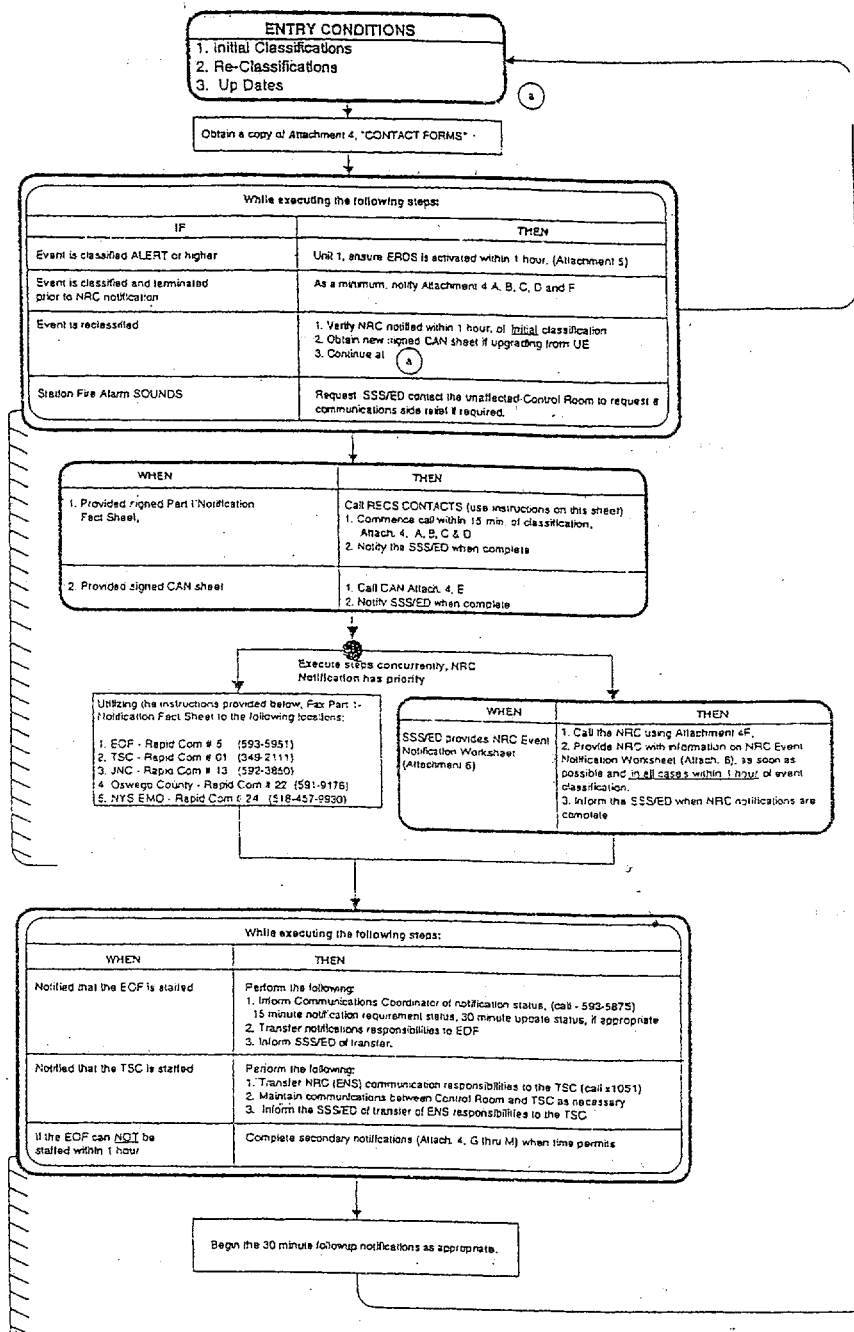 ENTRY CONDITIONS
1. Initial Classifications
2. Re-Classifications
3. Up Dates
a
Obtain a copy of Attachment 4, "CONTACT FORMS"
While executing the following steps:
IF
THEN
Event is classified ALERT or higher
Unit 1, ensure ERDS is activated within 1 hour. (Attachment 5)
Event is classified and terminated
prior to NRC notification
As a minimum, notify Attachment 4 A, B, C, D and F
Event is reclassified
1. Verify NRC notified within 1 hour, of Initial classification
2. Obtain new signed CAN sheet if upgrading from UE
3. Continue at a
Station Fire Alarm SOUNDS
Request SSS/ED contact the unaffected Control Room to request a
communications aide relief if required.
WHEN
THEN
1. Provided signed Part I Notification
Fact Sheet,
Call RECS CONTACTS (use instructions on this sheet)
1. Commence call within 15 min. of classification,
Attach. 4, A, B, C & D
2. Notify the SSS/ED when complete
2. Provided signed CAN sheet
1. Call CAN Attach. 4, E
2. Notify SSS/ED when complete
Execute steps concurrently, NRC
Notification has priority
Utilizing the instructions provided below, Fax Part 1-
Notification Fact Sheet to the following locations:
1. EOF - Rapid Com # 5 (593-5951)
2. TSC - Rapid Com # 01 (349-2111)
3. JNC - Rapid Com # 13 (592-3850)
4. Oswego County - Rapid Com # 22 (591-9176)
5. NYS EMO - Rapid Com # 24 (518-457-9930)
WHEN
THEN
SSS/ED provides NRC Event
Notification Worksheet
(Attachment 6)
1. Call the NRC using Attachment 4F.
2. Provide NRC with information on NRC Event
Notification Worksheet (Attach. 6), as soon as
possible and in all cases within 1 hour of event
classification.
3. Inform the SSS/ED when NRC notifications are
complete
While executing the following steps:
WHEN
THEN
Notified that the EOF is staffed
Perform the following:
1. Inform Communications Coordinator of notification status, (call - 593-5875)
15 minute notification requirement status, 30 minute update status, if appropriate
2. Transfer notifications responsibilities to EOF
3. Inform SSS/ED of transfer.
Notified that the TSC is staffed
Perform the following:
1. Transfer NRC (ENS) communication responsibilities to the TSC (call x1051)
2. Maintain communications between Control Room and TSC as necessary
3. Inform the SSS/ED of transfer of ENS responsibilities to the TSC
If the EOF can NOT be
staffed within 1 hour
Complete secondary notifications (Attach. 4, G thru M) when time permits
Begin the 30 minute followup notifications as appropriate.